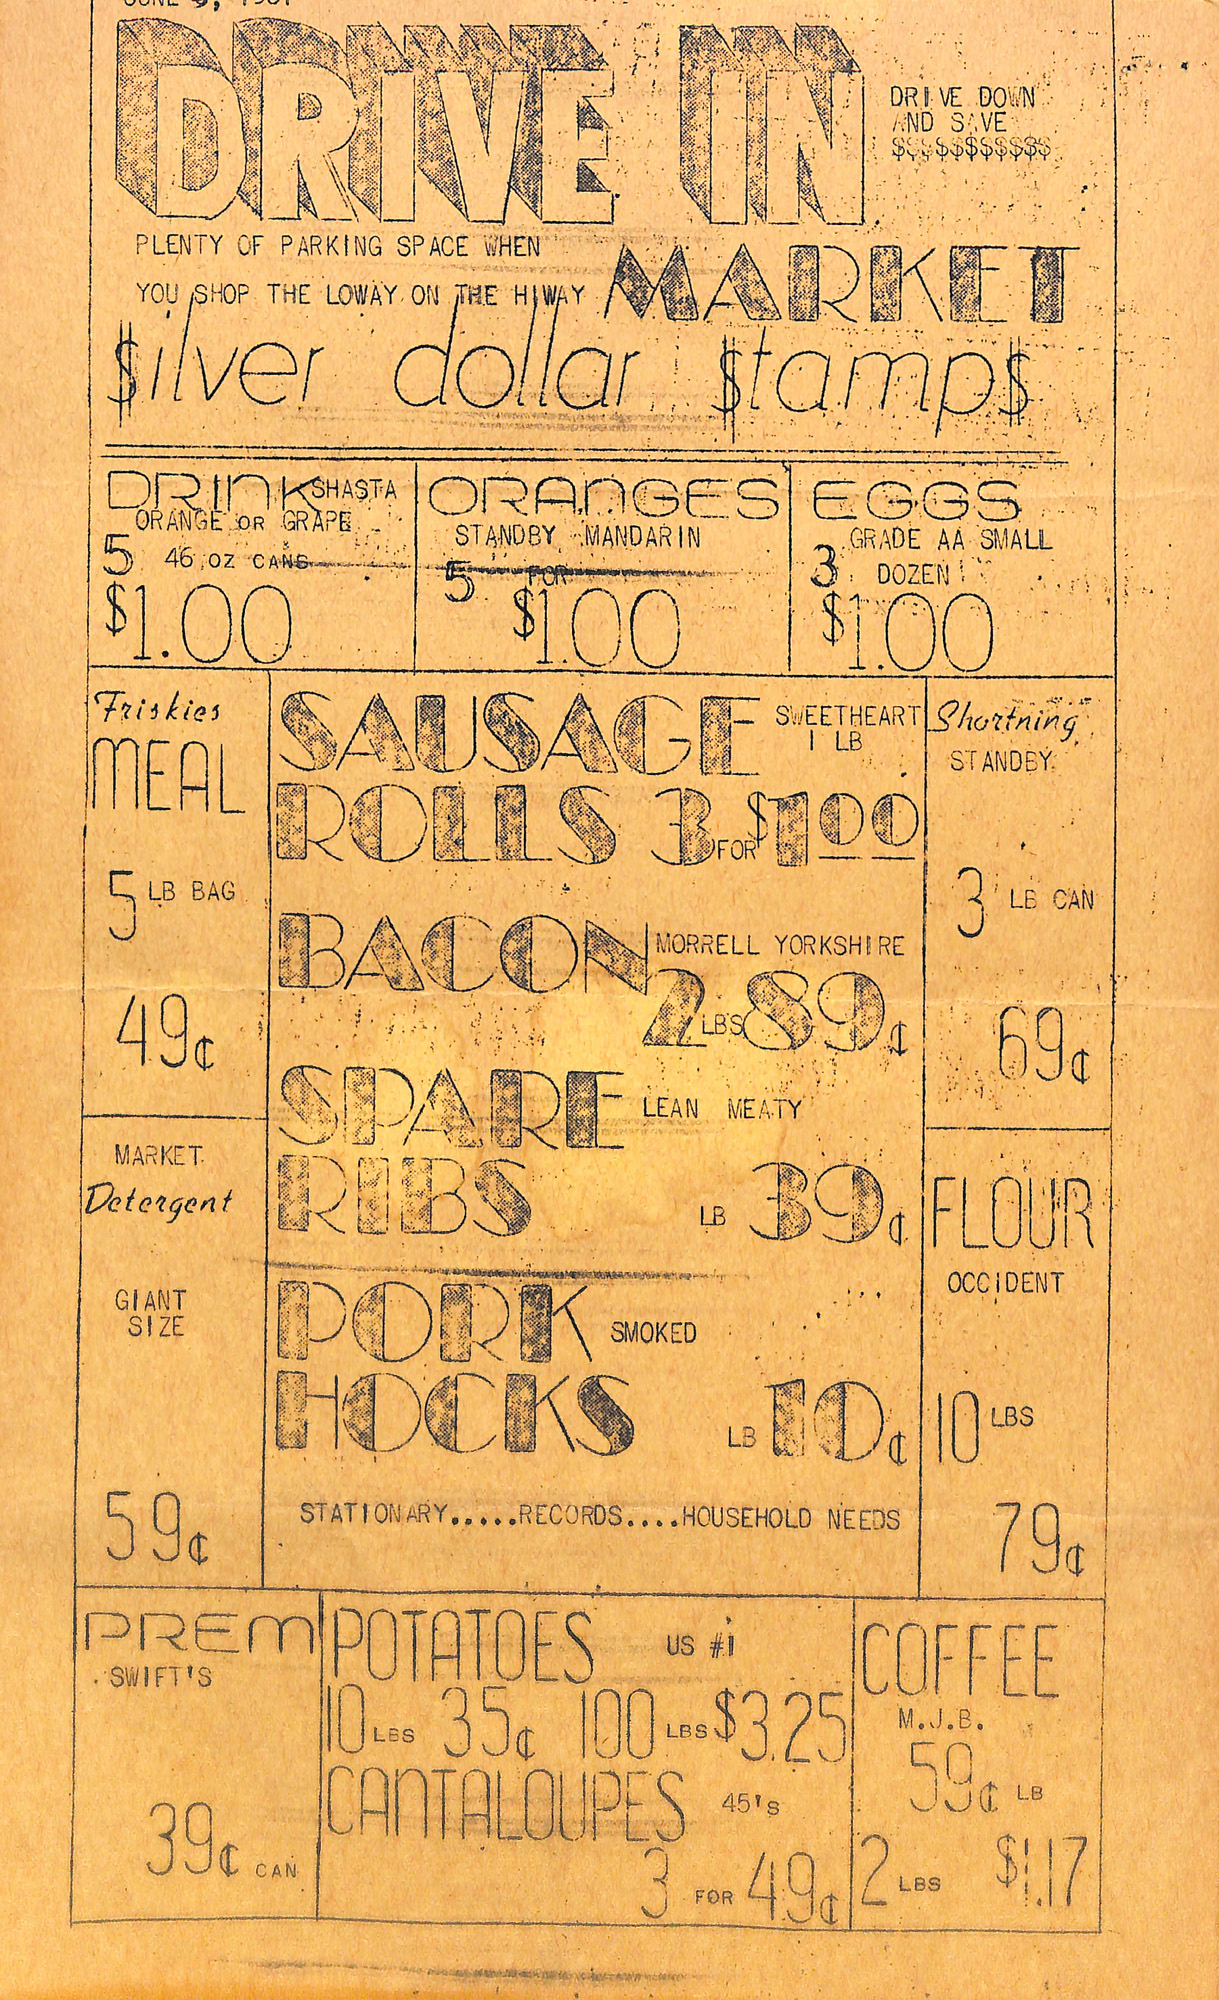 JUNE
DRIVE IN
DRIVE DOWN
AND SAVE
$$$$$$$$$$$
PLENTY OF PARKING SPACE WHEN
YOU SHOP THE LOWAY ON THE HIWAY
MARKET
$ilver dollar $tamp$
DRINK SHASTA
ORANGE OR GRAPE
5 46 OZ CANS
$1.00
ORANGES
STANDBY MANDARIN
5 FOR
$1.00
EGGS
GRADE AA SMALL
3 DOZEN
$1.00
Friskies
MEAL
5 LB BAG
49¢
MARKET
Detergent
GIANT
SIZE
59¢
SAUSAGE SWEETHEART
1 LB
ROLLS 3 FOR $1 00
BACON MORRELL YORKSHIRE
2 LBS 89¢
SPARE LEAN MEATY
RIBS LB 39¢
PORK SMOKED
HOCKS LB 10¢
STATIONARY.....RECORDS....HOUSEHOLD NEEDS
Shortning
STANDBY
3 LB CAN
69¢
FLOUR
OCCIDENT
10 LBS
79¢
PREM
SWIFT'S
39¢ CAN
POTATOES US #1
10 LBS 35¢ 100 LBS $3.25
CANTALOUPES 45's
3 FOR 49¢
COFFEE
M.J.B.
59¢ LB
2 LBS $1.17